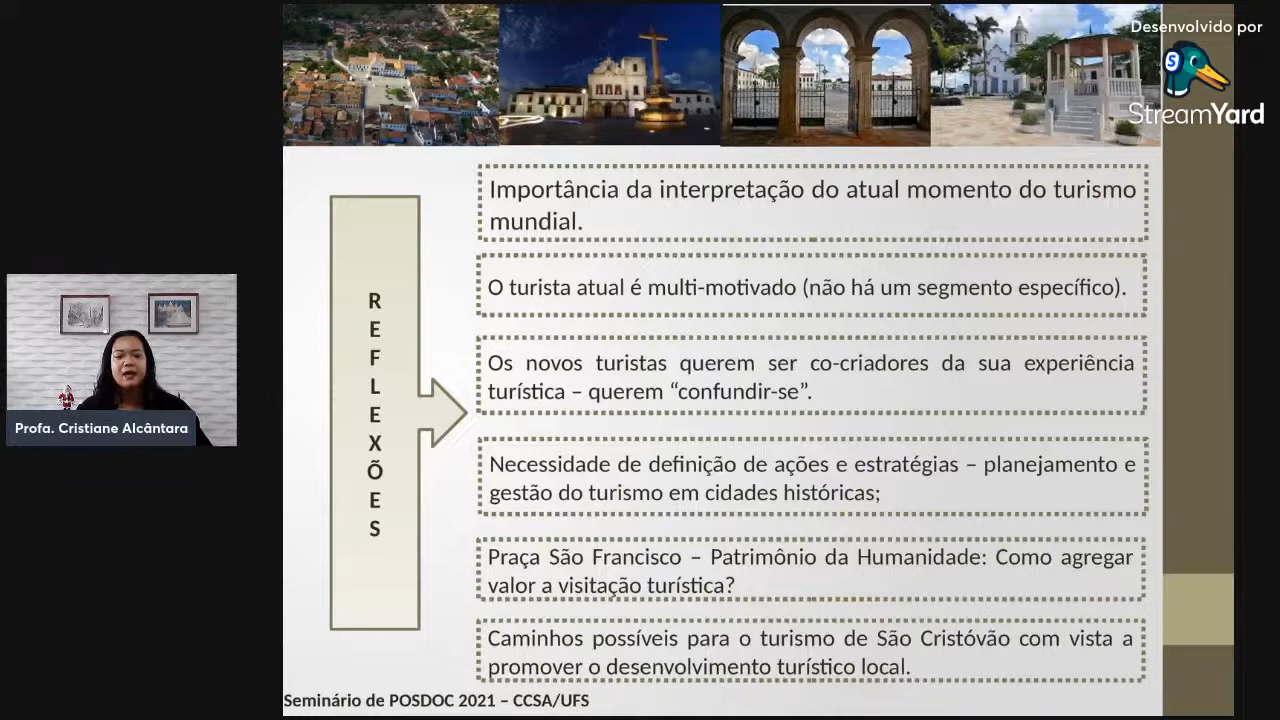 Desenvolvido por
S
StreamYard
Importância da interpretação do atual momento do turismo
mundial.
O turista atual é multi-motivado (não há um segmento específico).
Os novos turistas querem ser co-criadores da sua experiência
turística – querem “confundir-se”.
Necessidade de definição de ações e estratégias – planejamento e
gestão do turismo em cidades históricas;
Praça São Francisco – Patrimônio da Humanidade: Como agregar
valor a visitação turística?
Caminhos possíveis para o turismo de São Cristóvão com vista a
promover o desenvolvimento turístico local.
R
E
F
L
E
X
Õ
E
S
Profa. Cristiane Alcântara
Seminário de POSDOC 2021 – CCSA/UFS